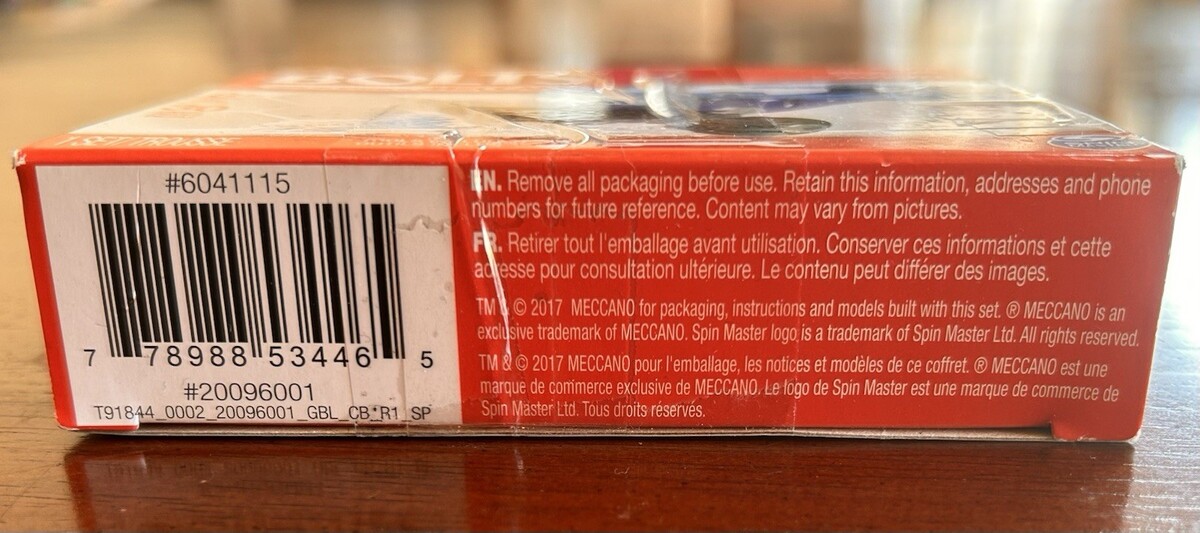 #6041115
7 78988 53446 5
#20096001
T91844_0002_20096001_GBL_CB_R1_SP
EN. Remove all packaging before use. Retain this information, addresses and phone
numbers for future reference. Content may vary from pictures.
FR. Retirer tout l'emballage avant utilisation. Conserver ces informations et cette
adresse pour consultation ultérieure. Le contenu peut différer des images.
TM & © 2017 MECCANO for packaging, instructions and models built with this set. ® MECCANO is an
exclusive trademark of MECCANO. Spin Master logo is a trademark of Spin Master Ltd. All rights reserved.
TM & © 2017 MECCANO pour l'emballage, les notices et modèles de ce coffret. ® MECCANO est une
marque de commerce exclusive de MECCANO. Le logo de Spin Master est une marque de commerce de
Spin Master Ltd. Tous droits réservés.